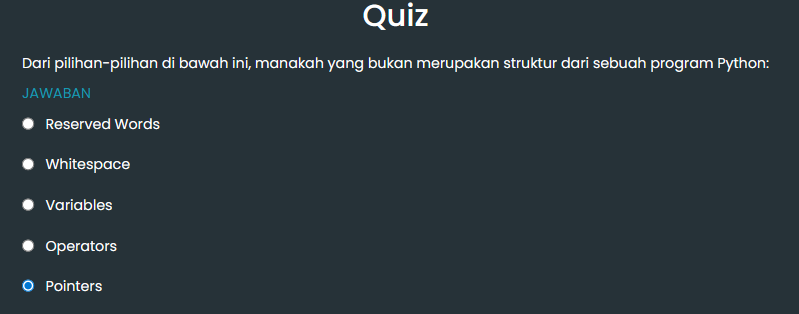 Quiz
Dari pilihan-pilihan di bawah ini, manakah yang bukan merupakan struktur dari sebuah program Python:
JAWABAN
Reserved Words
Whitespace
Variables
Operators
Pointers